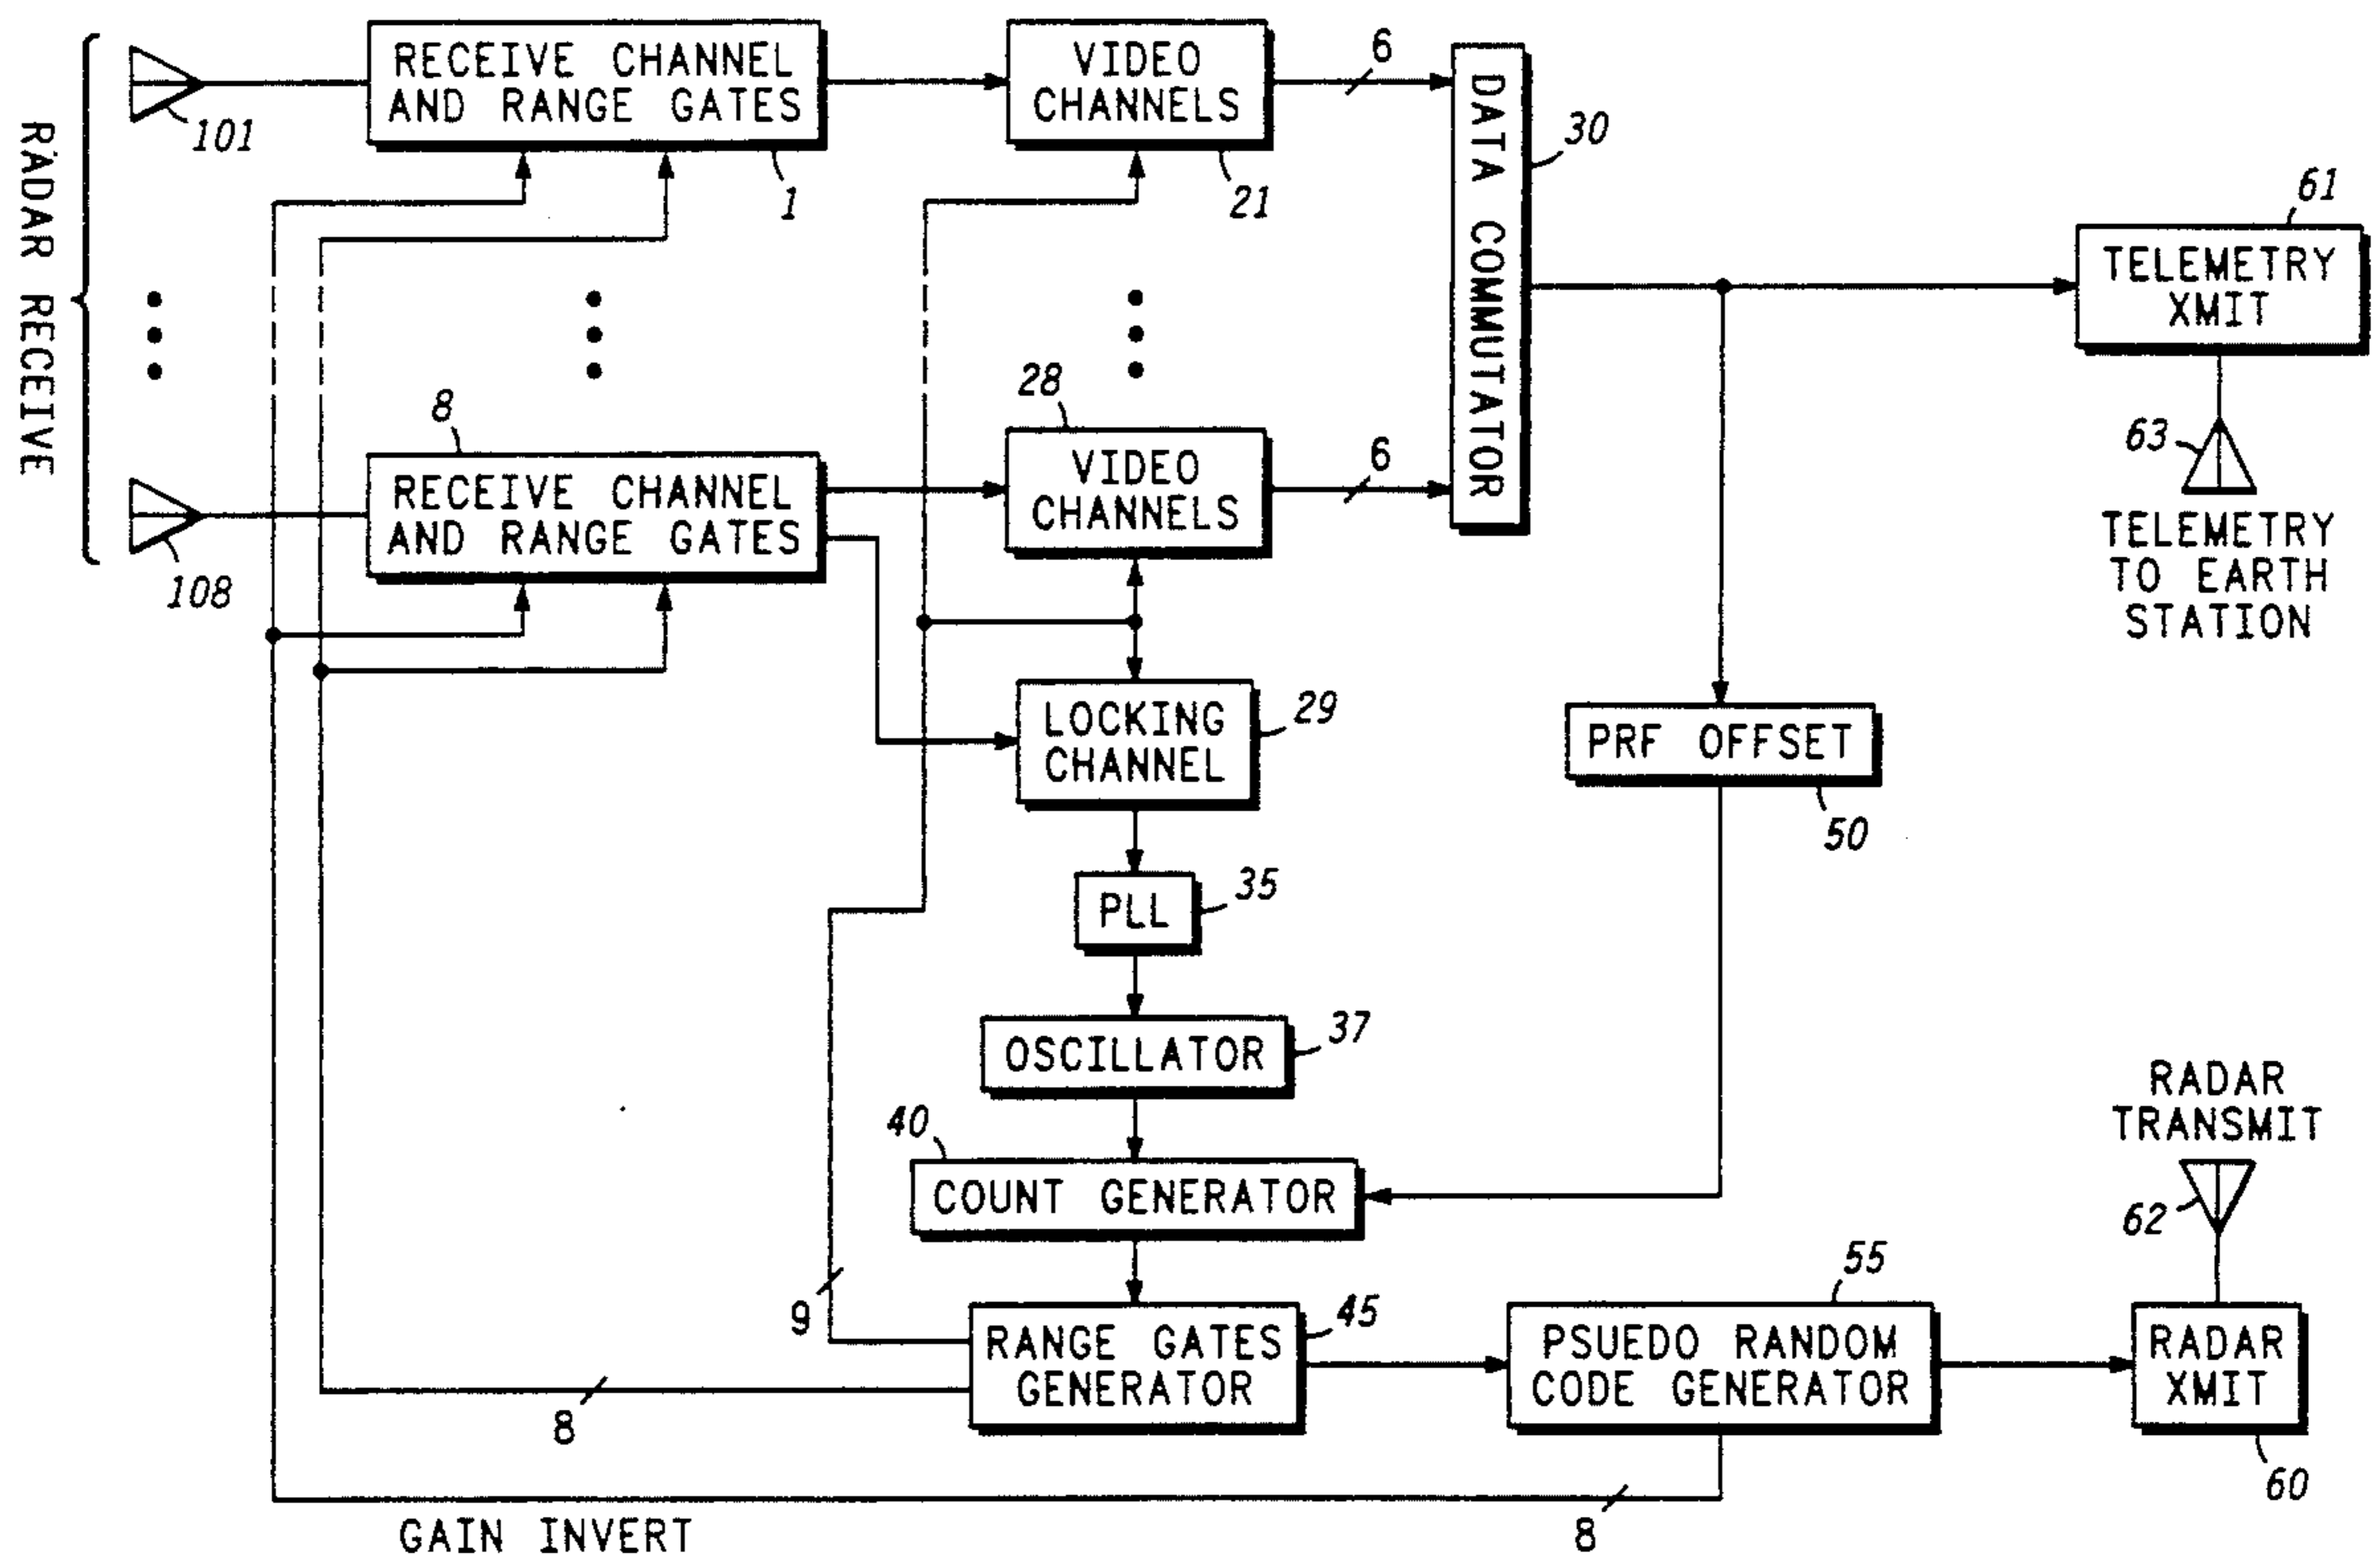 RADAR RECEIVE
101
RECEIVE CHANNEL
AND RANGE GATES
1
VIDEO
CHANNELS
21
6
DATA COMMUTATOR
30
61
TELEMETRY
XMIT
63
TELEMETRY
TO EARTH
STATION
108
8
RECEIVE CHANNEL
AND RANGE GATES
28
VIDEO
CHANNELS
6
LOCKING
CHANNEL
29
PRF OFFSET
50
PLL
35
OSCILLATOR
37
40
COUNT GENERATOR
9
RANGE GATES
GENERATOR
45
8
55
PSUEDO RANDOM
CODE GENERATOR
RADAR
TRANSMIT
62
RADAR
XMIT
60
GAIN INVERT
8